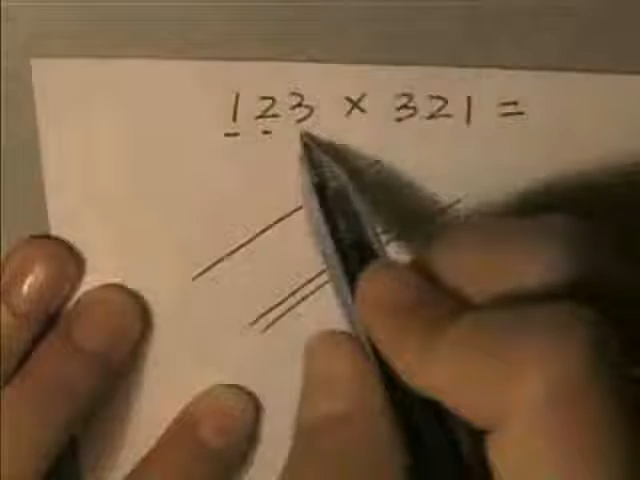 123 × 321 =